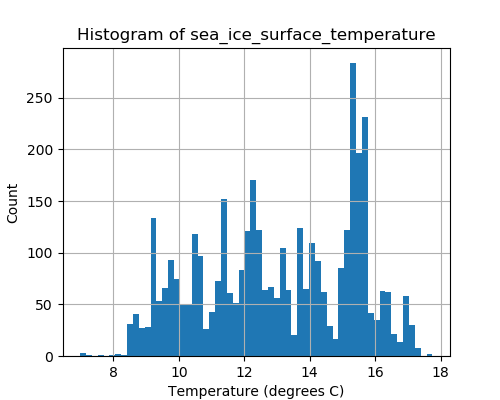 Histogram of sea_ice_surface_temperature
Count
250
200
150
100
50
0
8 10 12 14 16 18
Temperature (degrees C)